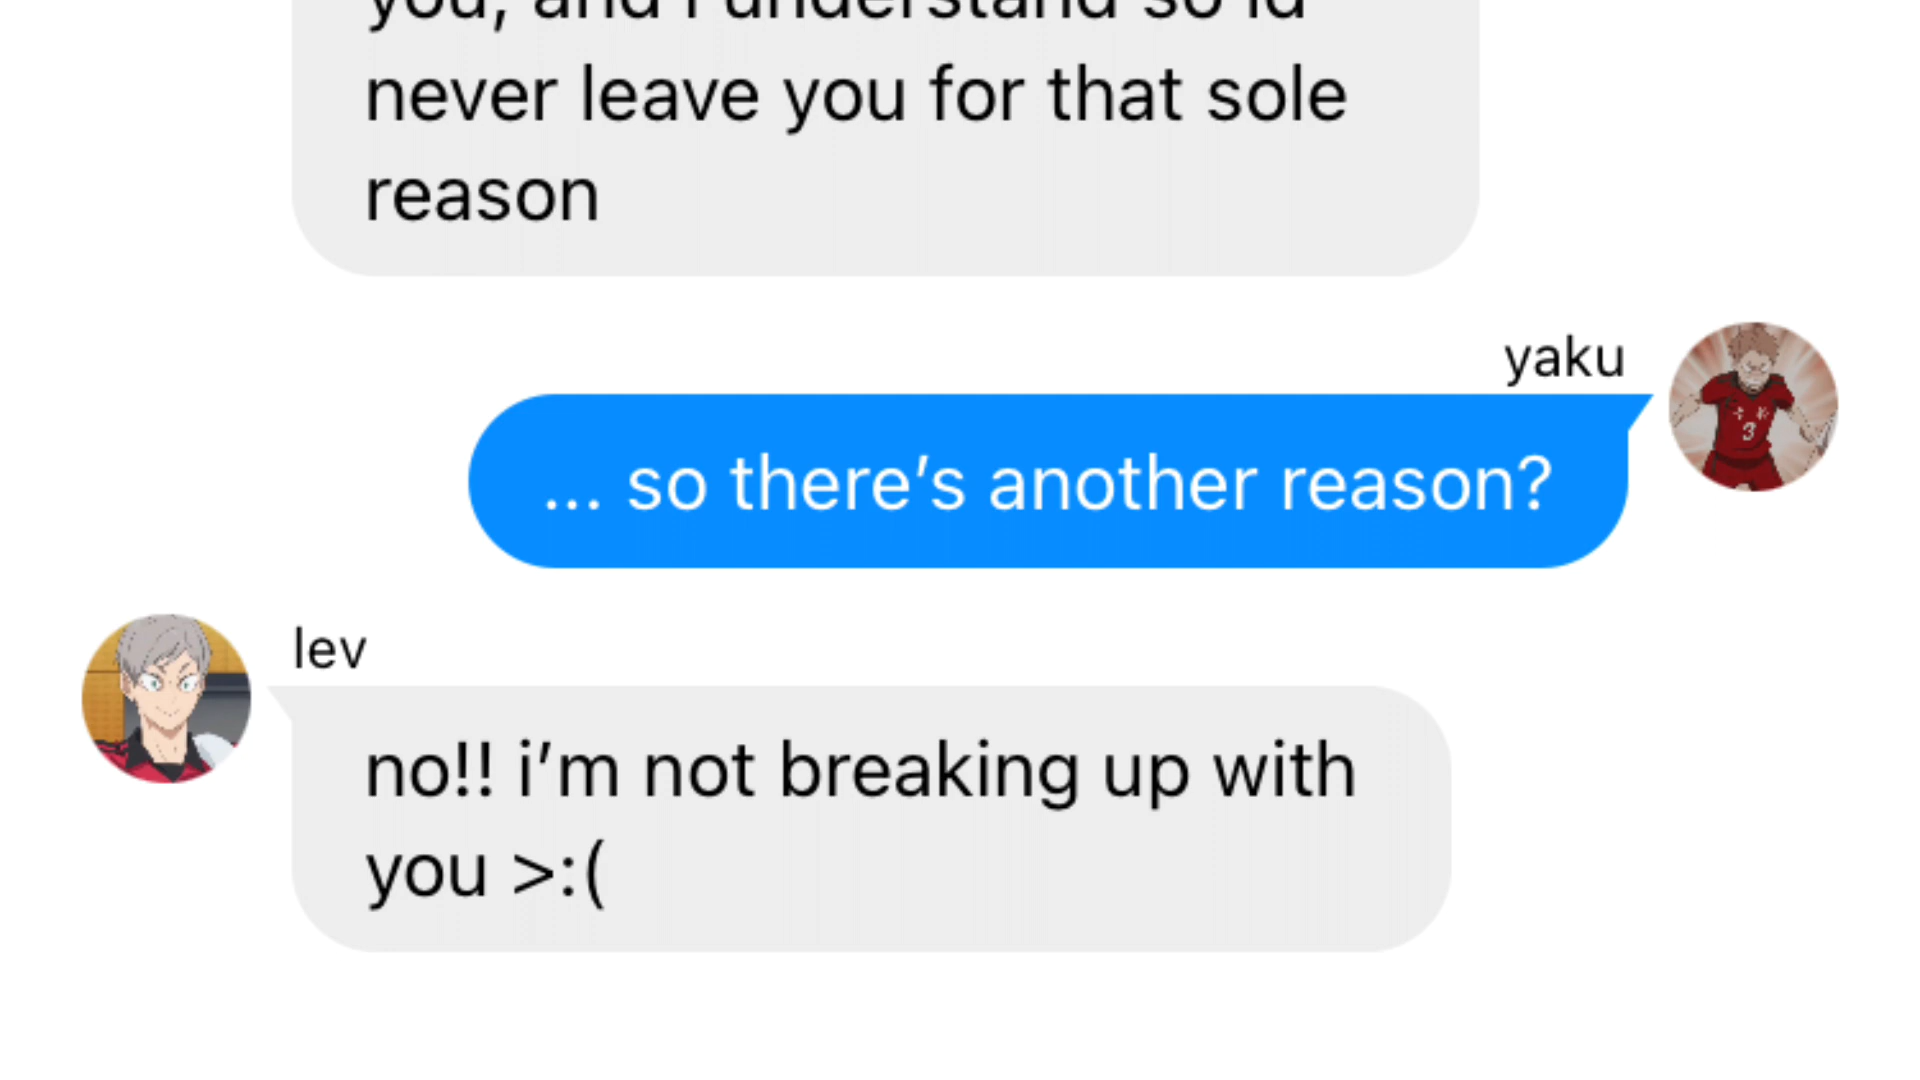 you, and i understand so id
never leave you for that sole
reason
yaku
... so there’s another reason?
lev
no!! i’m not breaking up with
you >:(
3